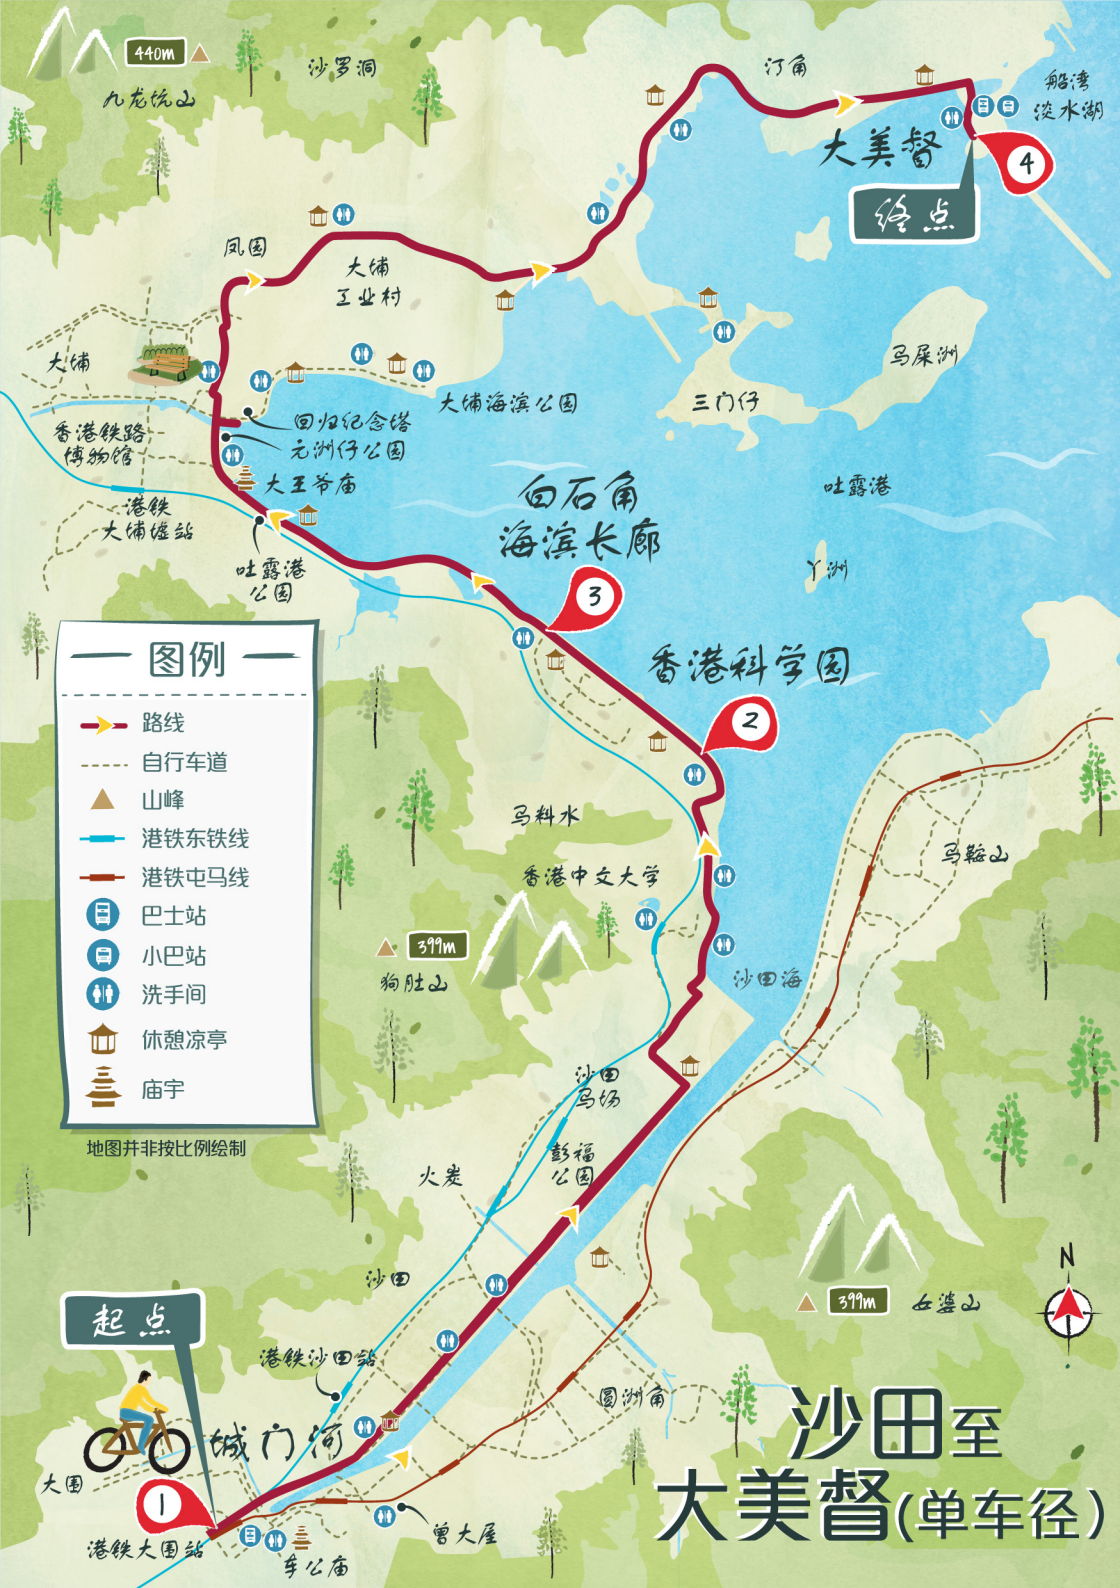 440m
九龙坑山
沙罗洞
汀角
船湾
淡水湖
大美督
4
终点
凤园
大埔
工业村
大埔
马屎洲
三门仔
大埔海滨公园
回归纪念塔
元洲仔公园
香港铁路
博物馆
大王爷庙
港铁
大埔墟站
白石角
海滨长廊
吐露港
丫洲
吐露港
公园
3
香港科学园
2
图例
路线
自行车道
山峰
港铁东铁线
港铁屯马线
巴士站
小巴站
洗手间
休憩凉亭
庙宇
地图并非按比例绘制
马料水
香港中文大学
马鞍山
399m
狗肚山
沙田海
沙田
马场
彭福
公园
火炭
沙田
N
399m
女婆山
起点
港铁沙田站
圆洲角
城门河
大围
1
港铁大围站
车公庙
曾大屋
沙田至
大美督(单车径)